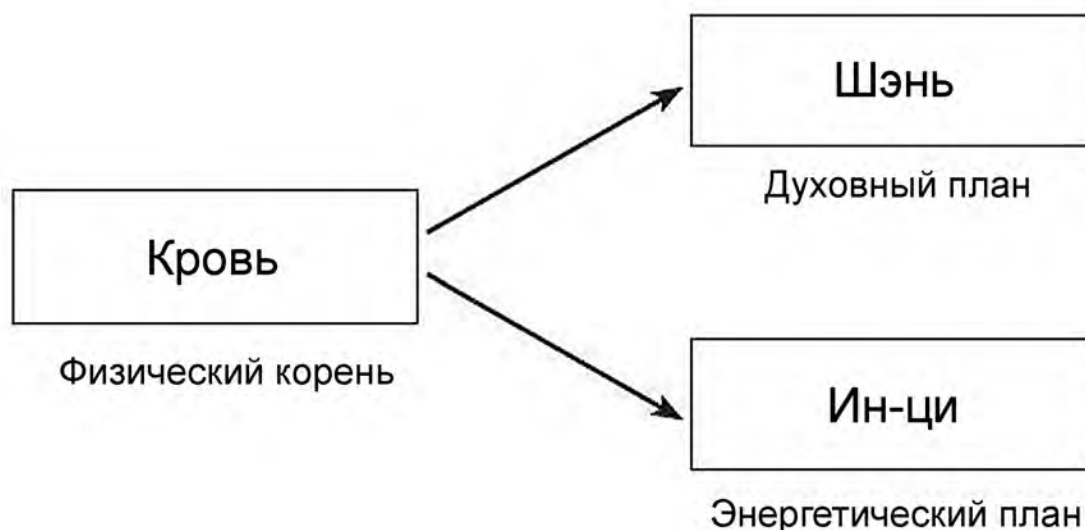 Шэнь
Духовный план
Кровь
Физический корень
Ин-ци
Энергетический план